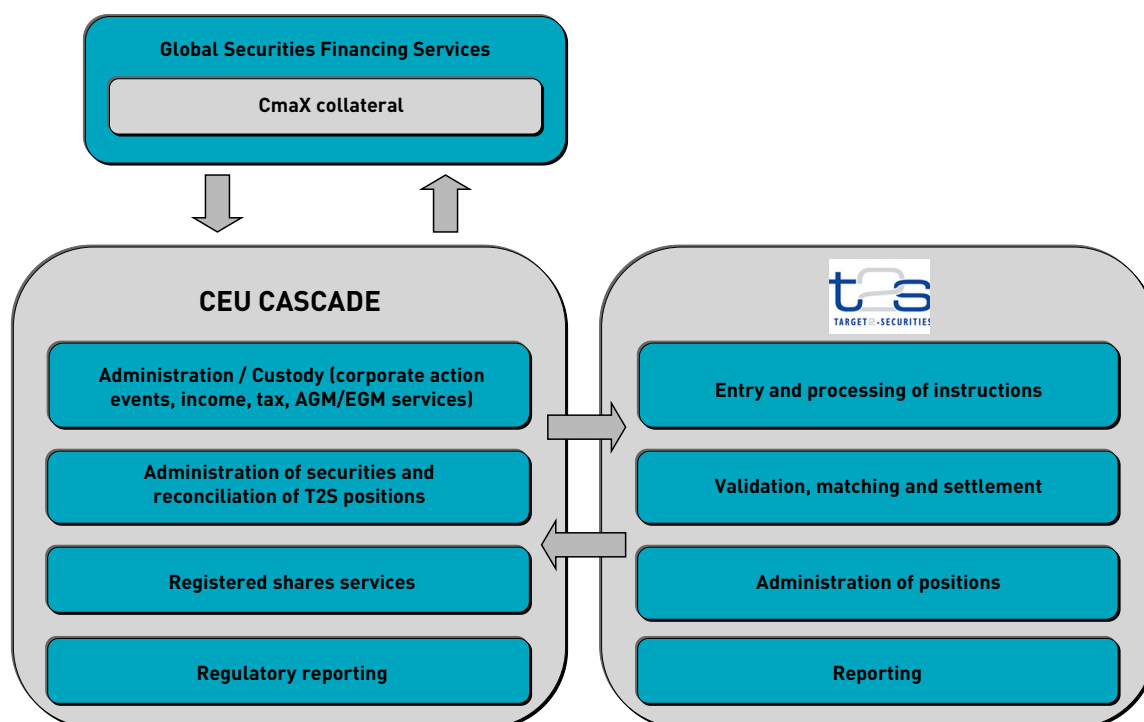 Global Securities Financing Services
CmaX collateral
CEU CASCADE
Administration / Custody (corporate action
events, income, tax, AGM/EGM services)
Administration of securities and
reconciliation of T2S positions
Registered shares services
Regulatory reporting
t2s
TARGET2-SECURITIES
Entry and processing of instructions
Validation, matching and settlement
Administration of positions
Reporting